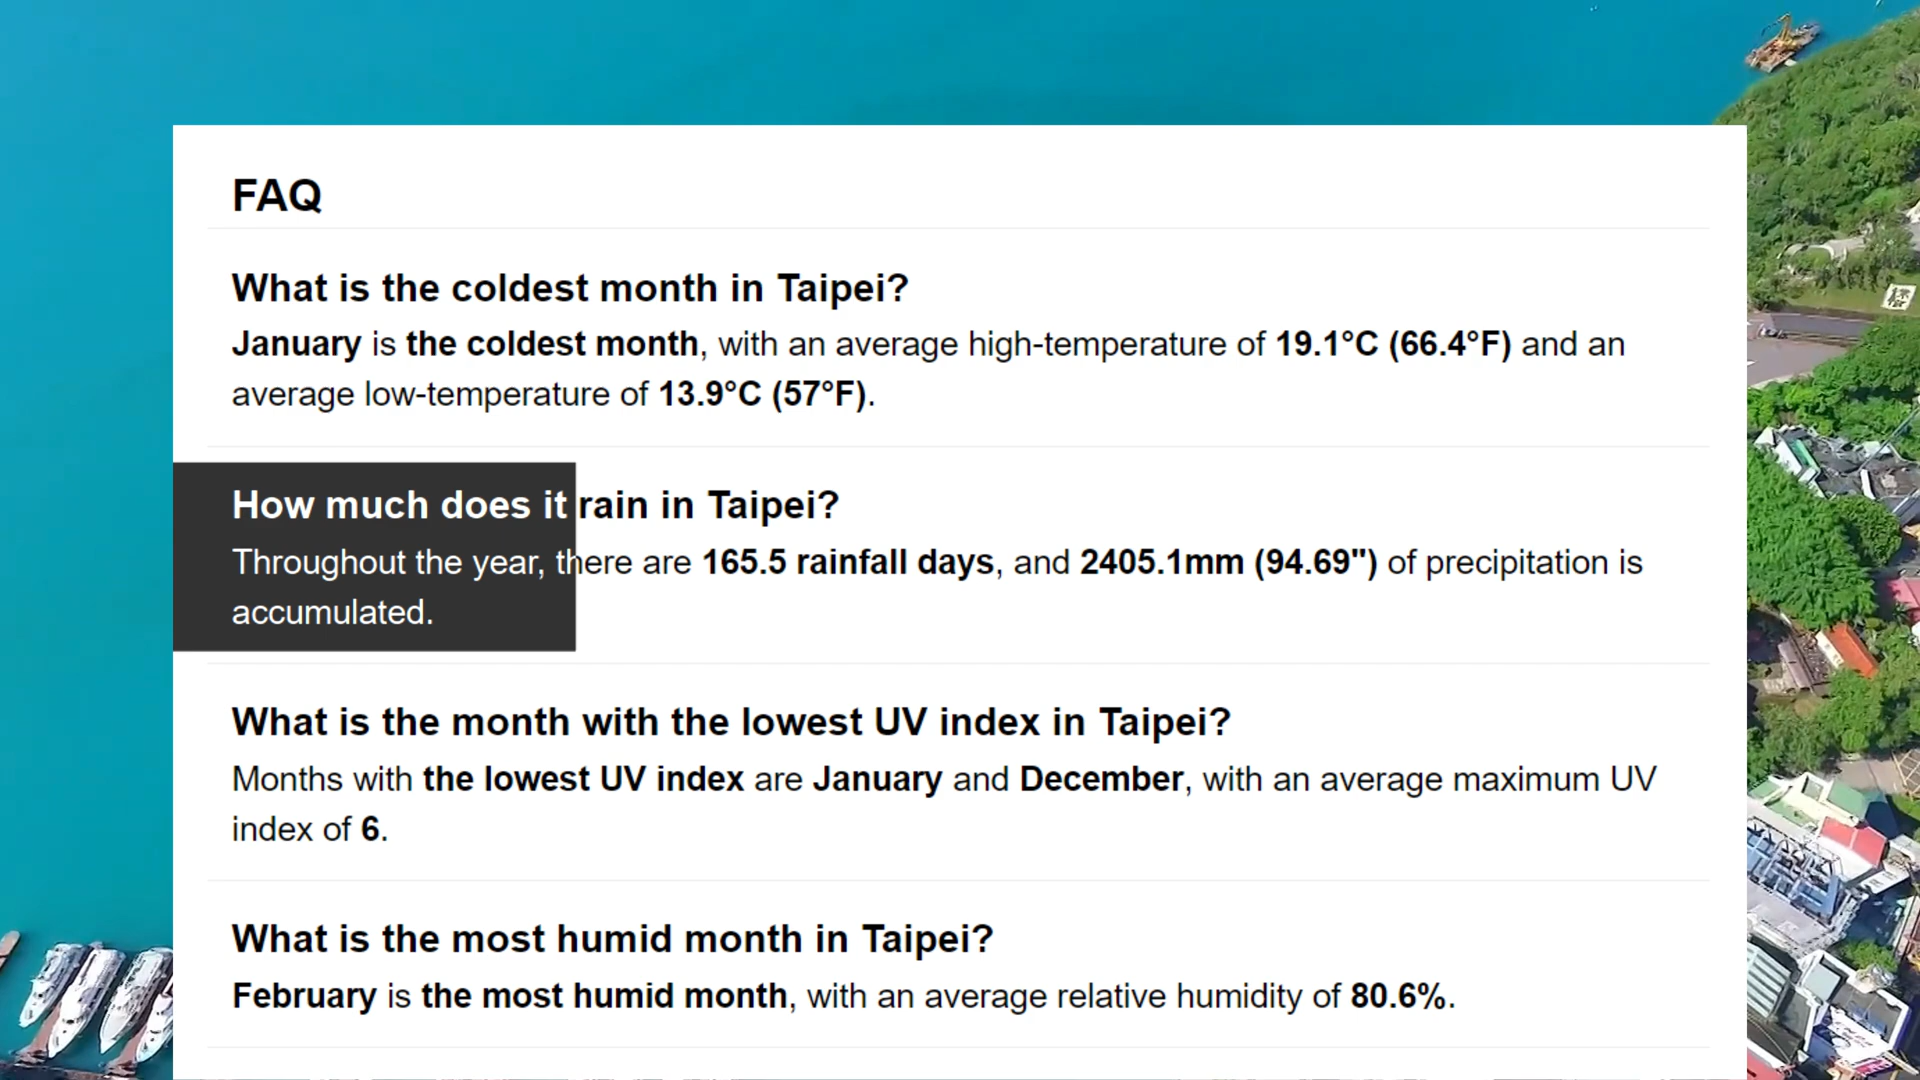 FAQ
What is the coldest month in Taipei?
January is the coldest month, with an average high-temperature of 19.1°C (66.4°F) and an
average low-temperature of 13.9°C (57°F).
How much does it rain in Taipei?
Throughout the year, there are 165.5 rainfall days, and 2405.1mm (94.69") of precipitation is
accumulated.
What is the month with the lowest UV index in Taipei?
Months with the lowest UV index are January and December, with an average maximum UV
index of 6.
What is the most humid month in Taipei?
February is the most humid month, with an average relative humidity of 80.6%.